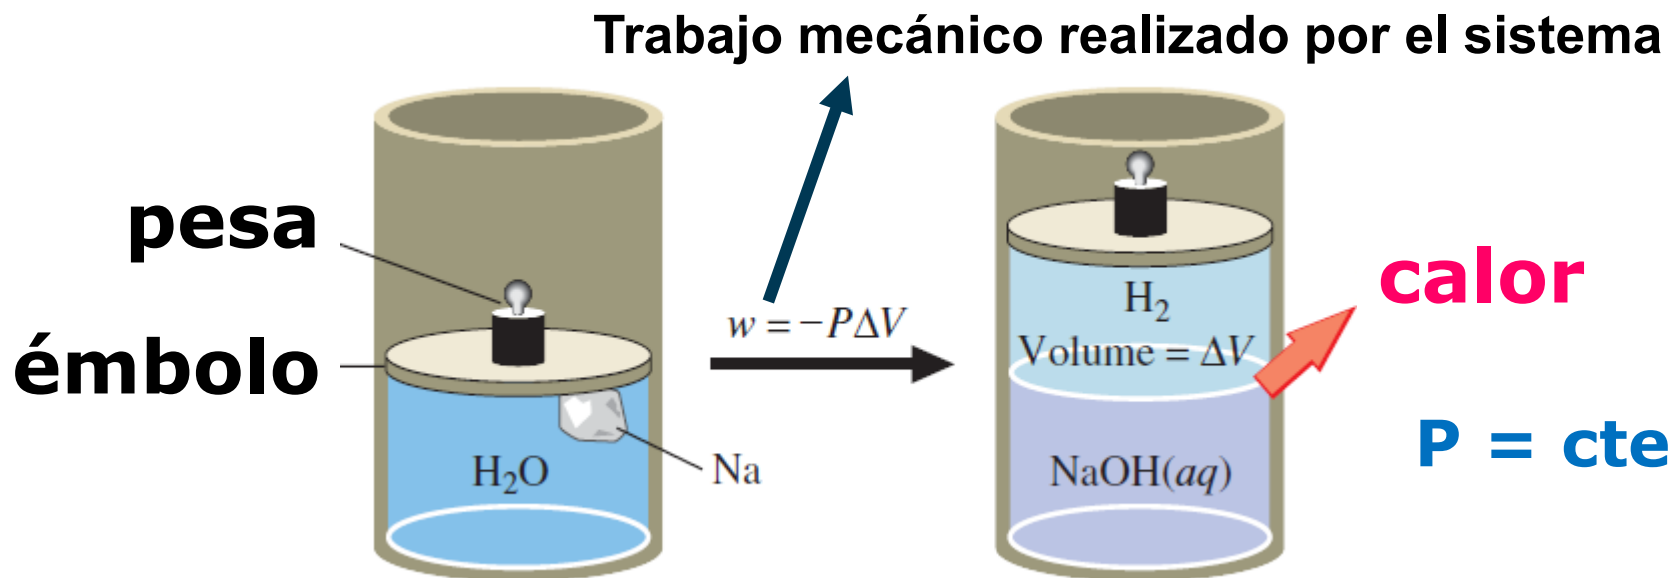 Trabajo mecánico realizado por el sistema
pesa
émbolo
H₂O
Na
w = −PΔV
H₂
Volume = ΔV
NaOH(aq)
calor
P = cte